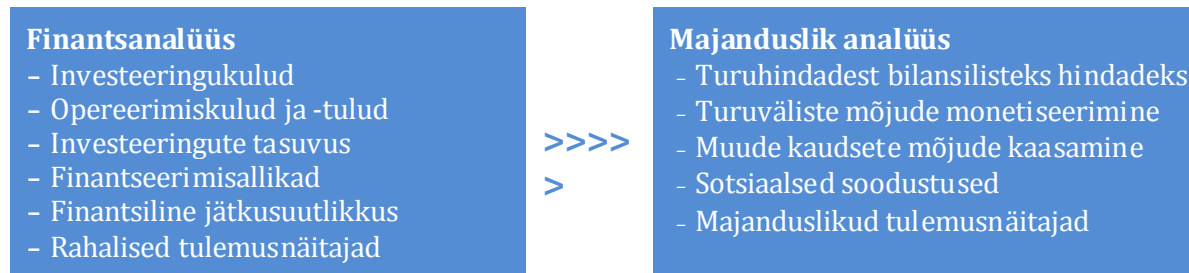 Finantsanalüüs
– Investeeringukulud
– Opereerimiskulud ja -tulud
– Investeeringute tasuvus
– Finantseerimisallikad
– Finantsiline jätkusuutlikkus
– Rahalised tulemusnäitajad
>>>>
>
Majanduslik analüüs
– Turuhindadest bilansilisteks hindadeks
– Turuväliste mõjude monetiseerimine
– Muude kaudsete mõjude kaasamine
– Sotsiaalsed soodustused
– Majanduslikud tulemusnäitajad